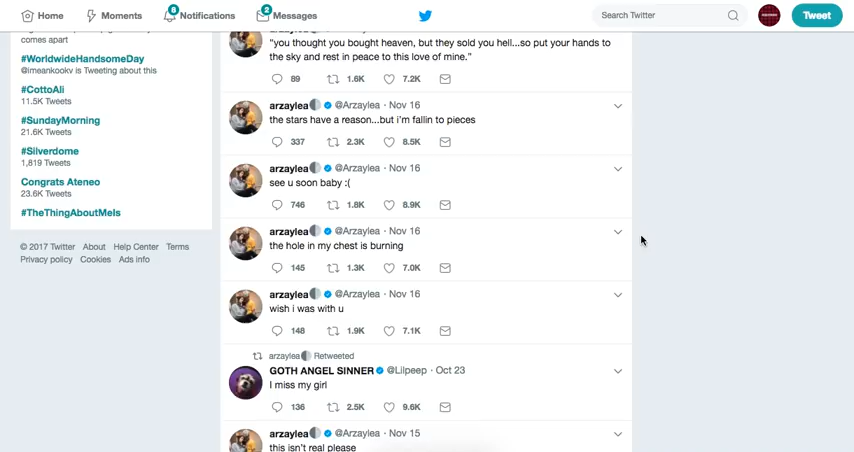 Home
Moments
8
Notifications
2
Messages
Search Twitter
Tweet
comes apart
#WorldwideHandsomeDay
@imeankookv is Tweeting about this
#CottoAli
11.5K Tweets
#SundayMorning
21.6K Tweets
#Silverdome
1,819 Tweets
Congrats Ateneo
23.6K Tweets
#TheThingAboutMeIs
© 2017 Twitter About Help Center Terms
Privacy policy Cookies Ads info
"you thought you bought heaven, but they sold you hell...so put your hands to
the sky and rest in peace to this love of mine."
89 1.6K 7.2K
arzaylea @Arzaylea · Nov 16
the stars have a reason...but i'm fallin to pieces
337 2.3K 8.5K
arzaylea @Arzaylea · Nov 16
see u soon baby :(
746 1.8K 8.9K
arzaylea @Arzaylea · Nov 16
the hole in my chest is burning
145 1.3K 7.0K
arzaylea @Arzaylea · Nov 16
wish i was with u
148 1.9K 7.1K
arzaylea Retweeted
GOTH ANGEL SINNER @Lilpeep · Oct 23
I miss my girl
136 2.5K 9.6K
arzaylea @Arzaylea · Nov 15
this isn't real please